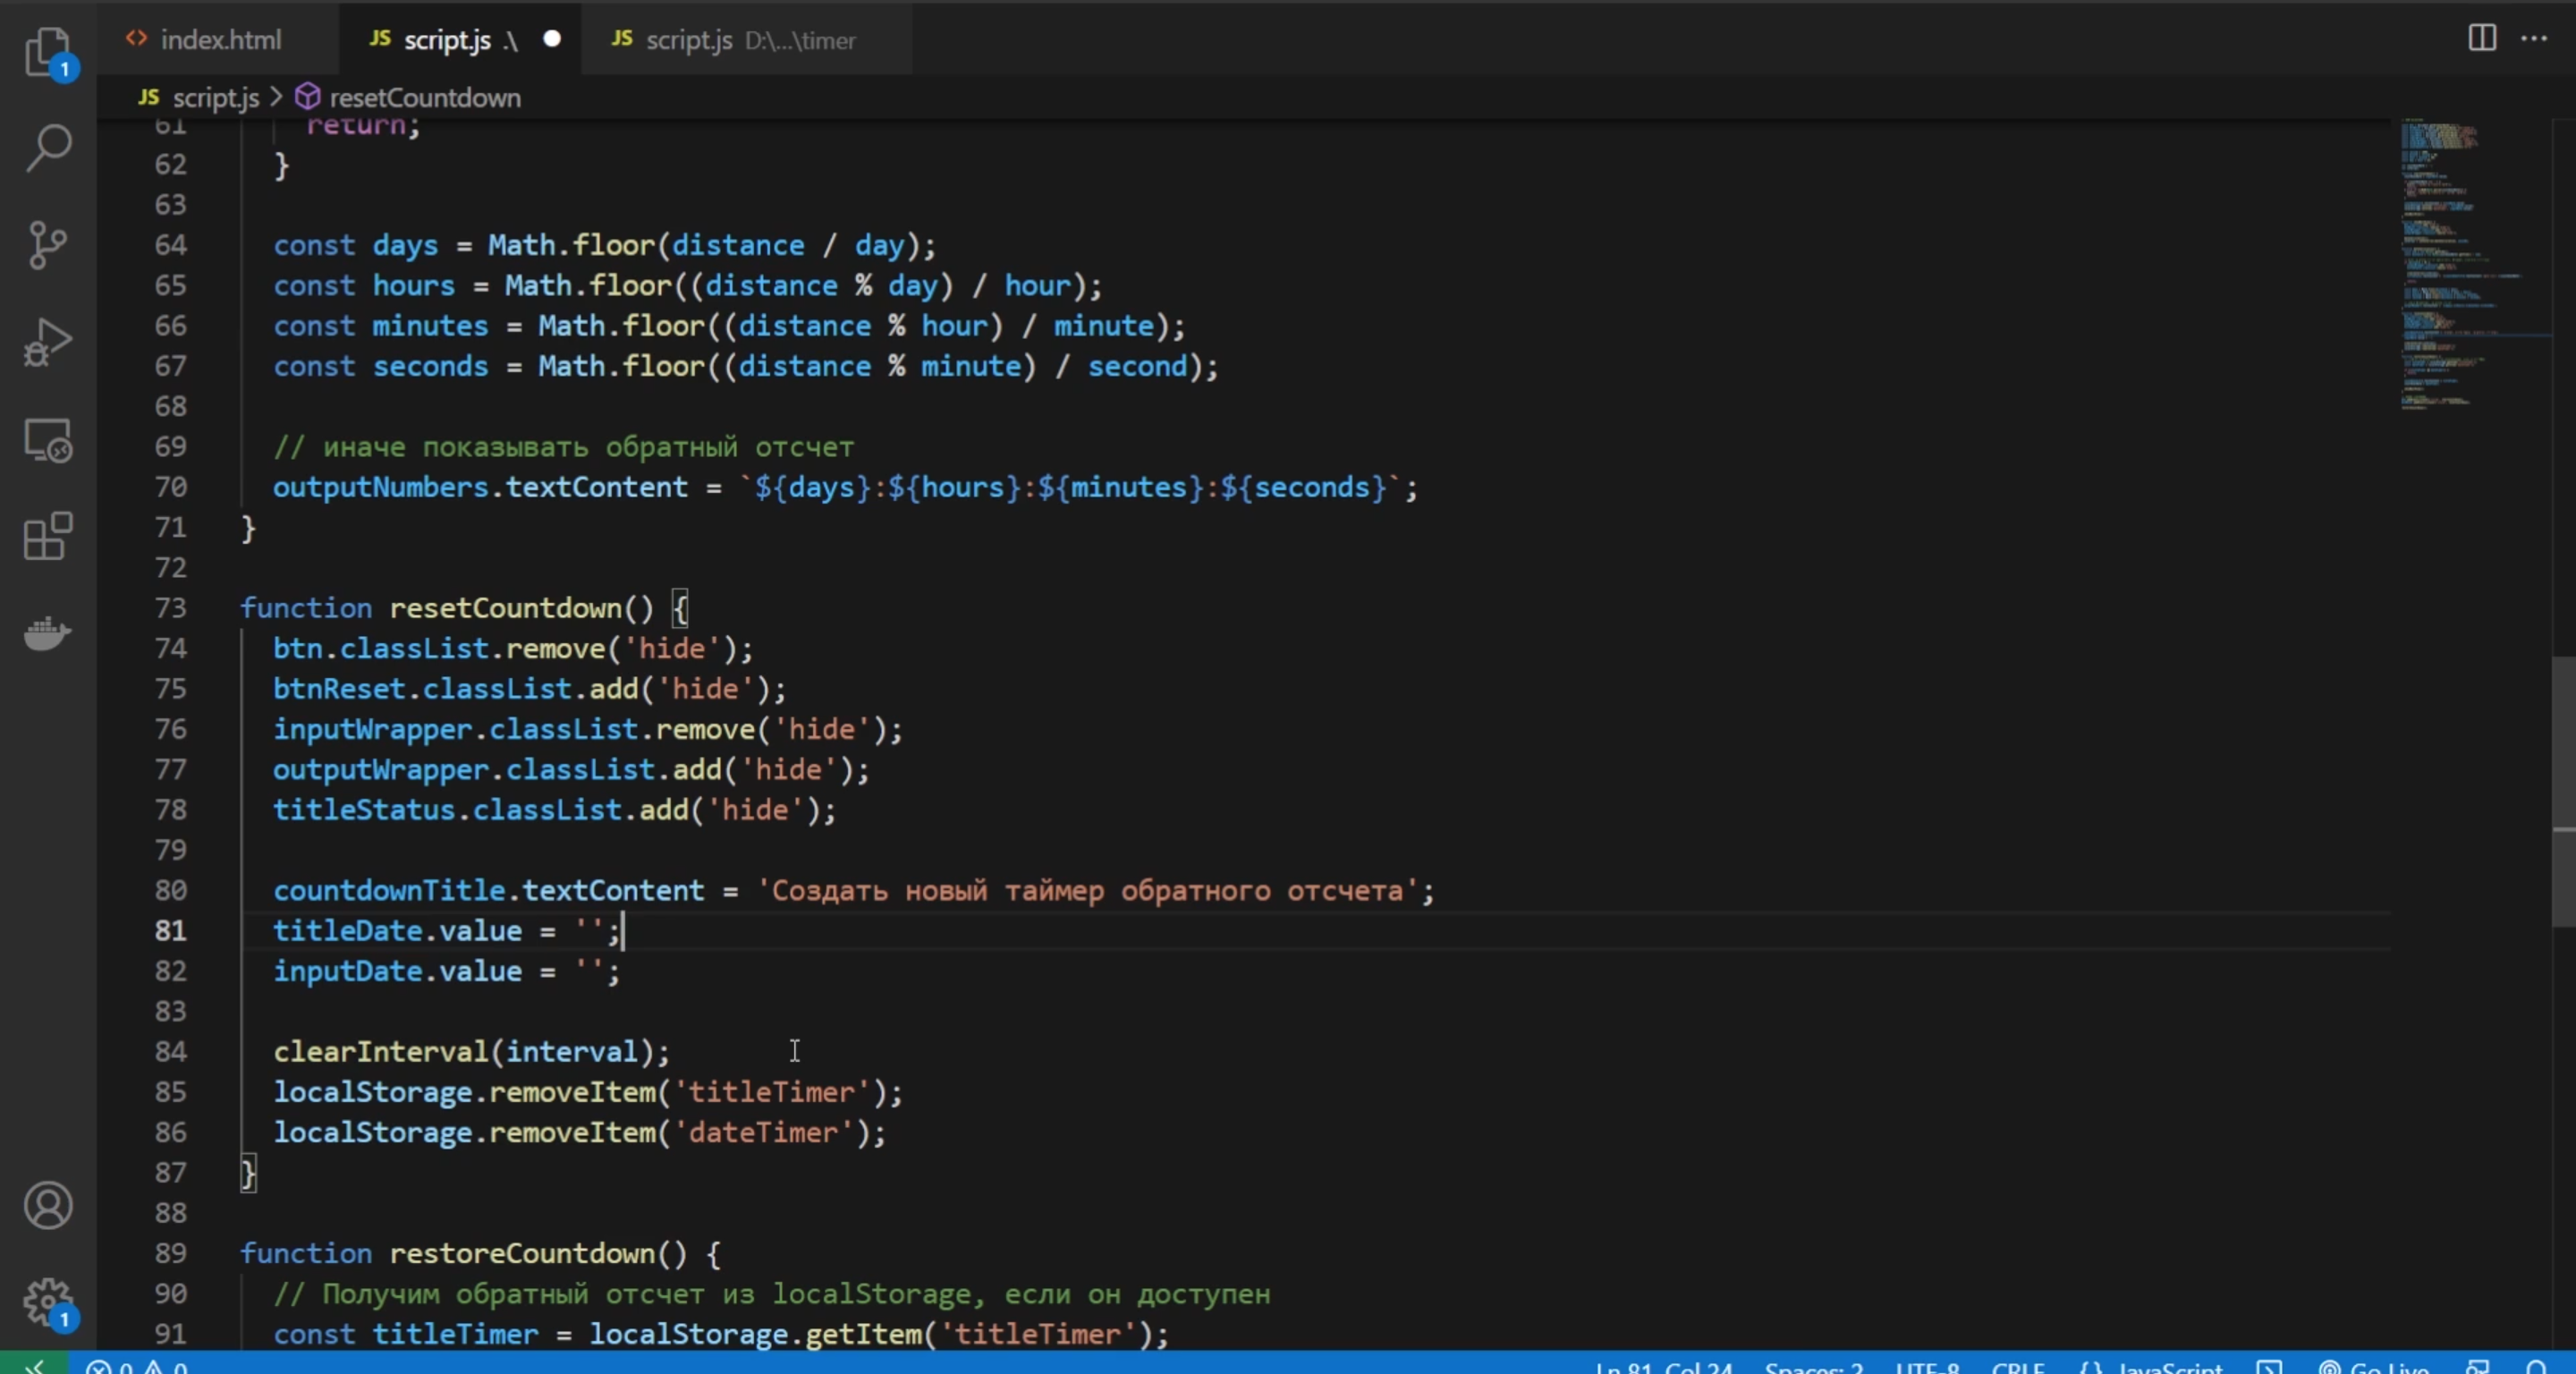 index.html
JS script.js .\
JS script.js D:\...\timer
JS script.js > resetCountdown
61 return;
62 }
63
64 const days = Math.floor(distance / day);
65 const hours = Math.floor((distance % day) / hour);
66 const minutes = Math.floor((distance % hour) / minute);
67 const seconds = Math.floor((distance % minute) / second);
68
69 // иначе показывать обратный отсчет
70 outputNumbers.textContent = `${days}:${hours}:${minutes}:${seconds}`;
71 }
72
73 function resetCountdown() {
74 btn.classList.remove('hide');
75 btnReset.classList.add('hide');
76 inputWrapper.classList.remove('hide');
77 outputWrapper.classList.add('hide');
78 titleStatus.classList.add('hide');
79
80 countdownTitle.textContent = 'Создать новый таймер обратного отсчета';
81 titleDate.value = '';
82 inputDate.value = '';
83
84 clearInterval(interval);
85 localStorage.removeItem('titleTimer');
86 localStorage.removeItem('dateTimer');
87 }
88
89 function restoreCountdown() {
90 // Получим обратный отсчет из localStorage, если он доступен
91 const titleTimer = localStorage.getItem('titleTimer');
1
1
0 0 Ln 81, Col 24 Spaces: 2 UTF-8 CRLF {} JavaScript Go Live